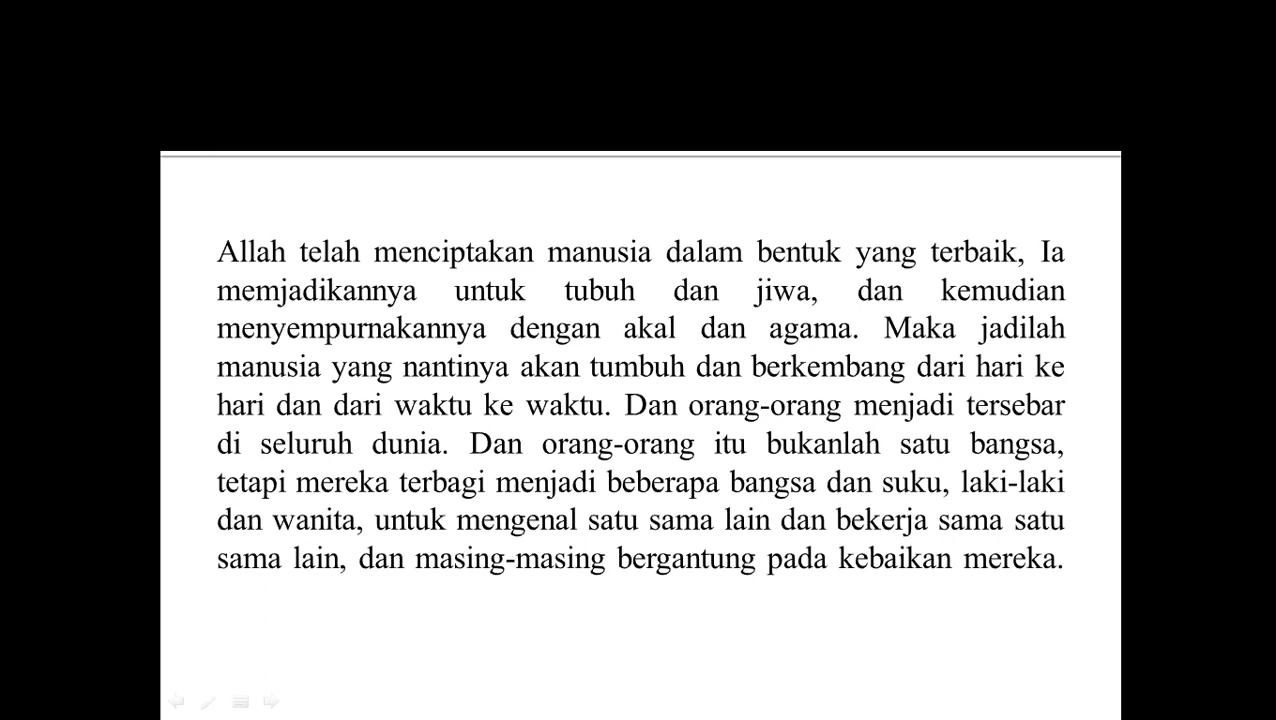 Allah telah menciptakan manusia dalam bentuk yang terbaik, Ia
memjadikannya untuk tubuh dan jiwa, dan kemudian
menyempurnakannya dengan akal dan agama. Maka jadilah
manusia yang nantinya akan tumbuh dan berkembang dari hari ke
hari dan dari waktu ke waktu. Dan orang-orang menjadi tersebar
di seluruh dunia. Dan orang-orang itu bukanlah satu bangsa,
tetapi mereka terbagi menjadi beberapa bangsa dan suku, laki-laki
dan wanita, untuk mengenal satu sama lain dan bekerja sama satu
sama lain, dan masing-masing bergantung pada kebaikan mereka.